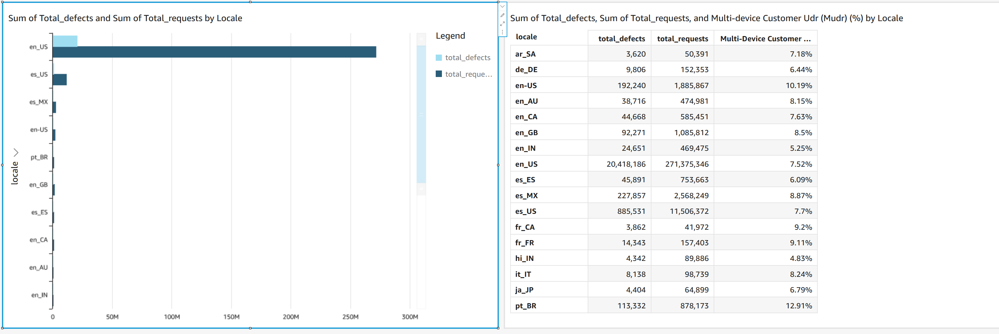 Sum of Total_defects and Sum of Total_requests by Locale
Legend
total_defects
total_reque...
locale
en_US
es_US
es_MX
en-US
pt_BR
en_GB
es_ES
en_CA
en_AU
en_IN
0 50M 100M 150M 200M 250M 300M
Sum of Total_defects, Sum of Total_requests, and Multi-device Customer Udr (Mudr) (%) by Locale
locale total_defects total_requests Multi-Device Customer ...
ar_SA 3,620 50,391 7.18%
de_DE 9,806 152,353 6.44%
en-US 192,240 1,885,867 10.19%
en_AU 38,716 474,981 8.15%
en_CA 44,668 585,451 7.63%
en_GB 92,271 1,085,812 8.5%
en_IN 24,651 469,475 5.25%
en_US 20,418,186 271,375,346 7.52%
es_ES 45,891 753,663 6.09%
es_MX 227,857 2,568,249 8.87%
es_US 885,531 11,506,372 7.7%
fr_CA 3,862 41,972 9.2%
fr_FR 14,343 157,403 9.11%
hi_IN 4,342 89,886 4.83%
it_IT 8,138 98,739 8.24%
ja_JP 4,404 64,899 6.79%
pt_BR 113,332 878,173 12.91%